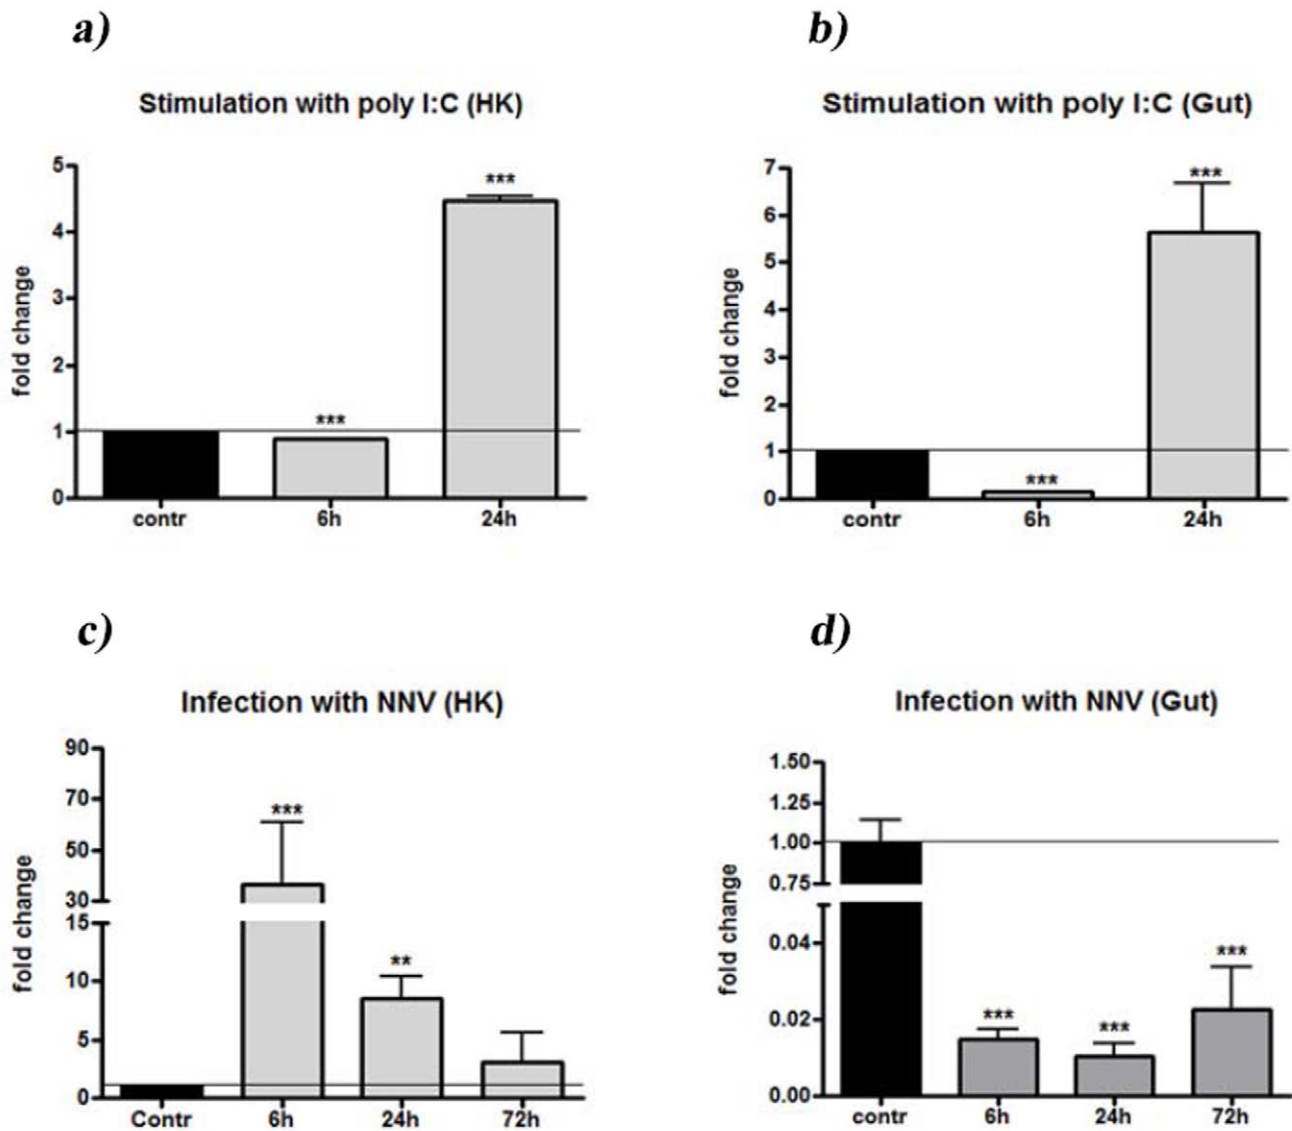 a)
Stimulation with poly I:C (HK)
fold change
5
4
3
2
1
0
***
***
contr
6h
24h
b)
Stimulation with poly I:C (Gut)
fold change
7
6
5
4
3
2
1
0
***
***
contr
6h
24h
c)
Infection with NNV (HK)
fold change
90
70
50
30
15
10
5
0
***
**
Contr
6h
24h
72h
d)
Infection with NNV (Gut)
fold change
1.50
1.25
1.00
0.75
0.04
0.02
0.00
***
***
***
contr
6h
24h
72h